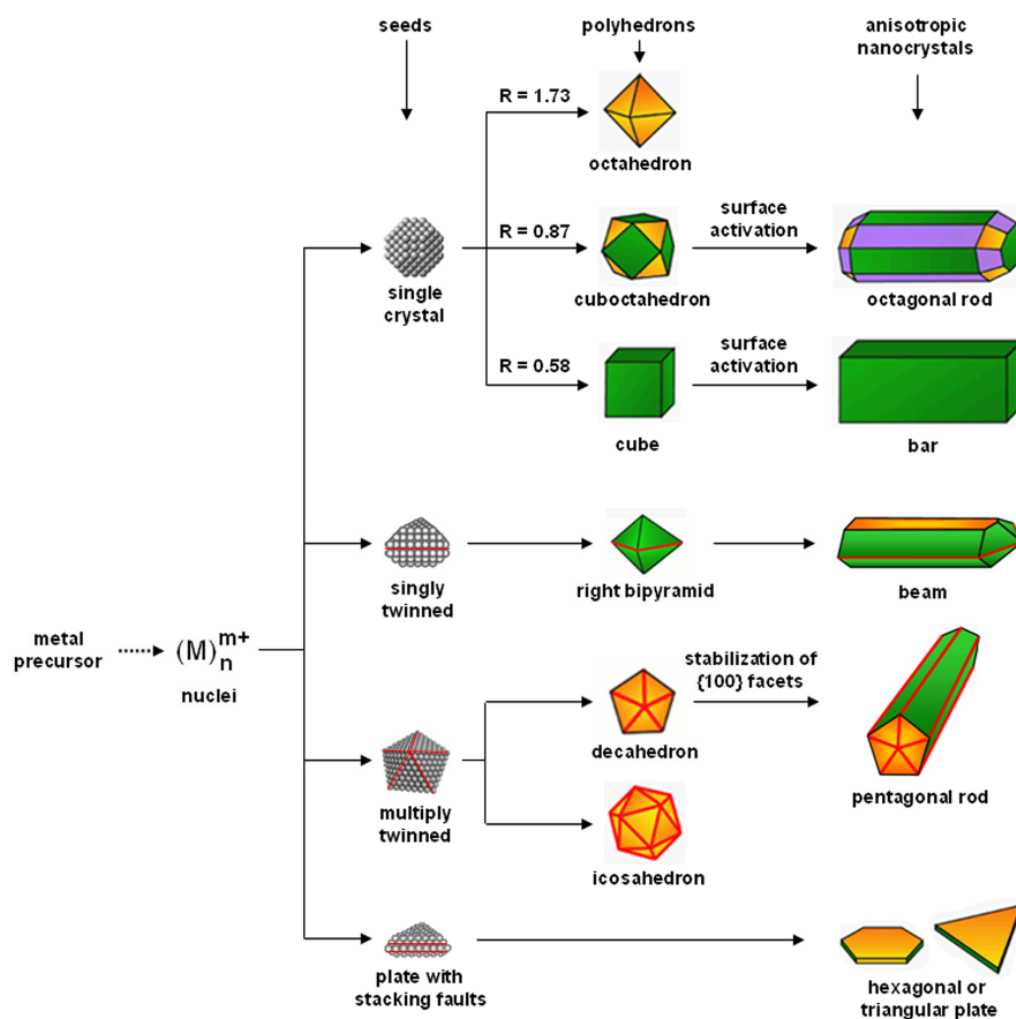 seeds
polyhedrons
anisotropic
nanocrystals
R = 1.73
octahedron
single
crystal
R = 0.87
cuboctahedron
surface
activation
octagonal rod
R = 0.58
cube
surface
activation
bar
singly
twinned
right bipyramid
beam
metal
precursor
(M)n m+
nuclei
multiply
twinned
decahedron
stabilization of
{100} facets
pentagonal rod
icosahedron
plate with
stacking faults
hexagonal or
triangular plate